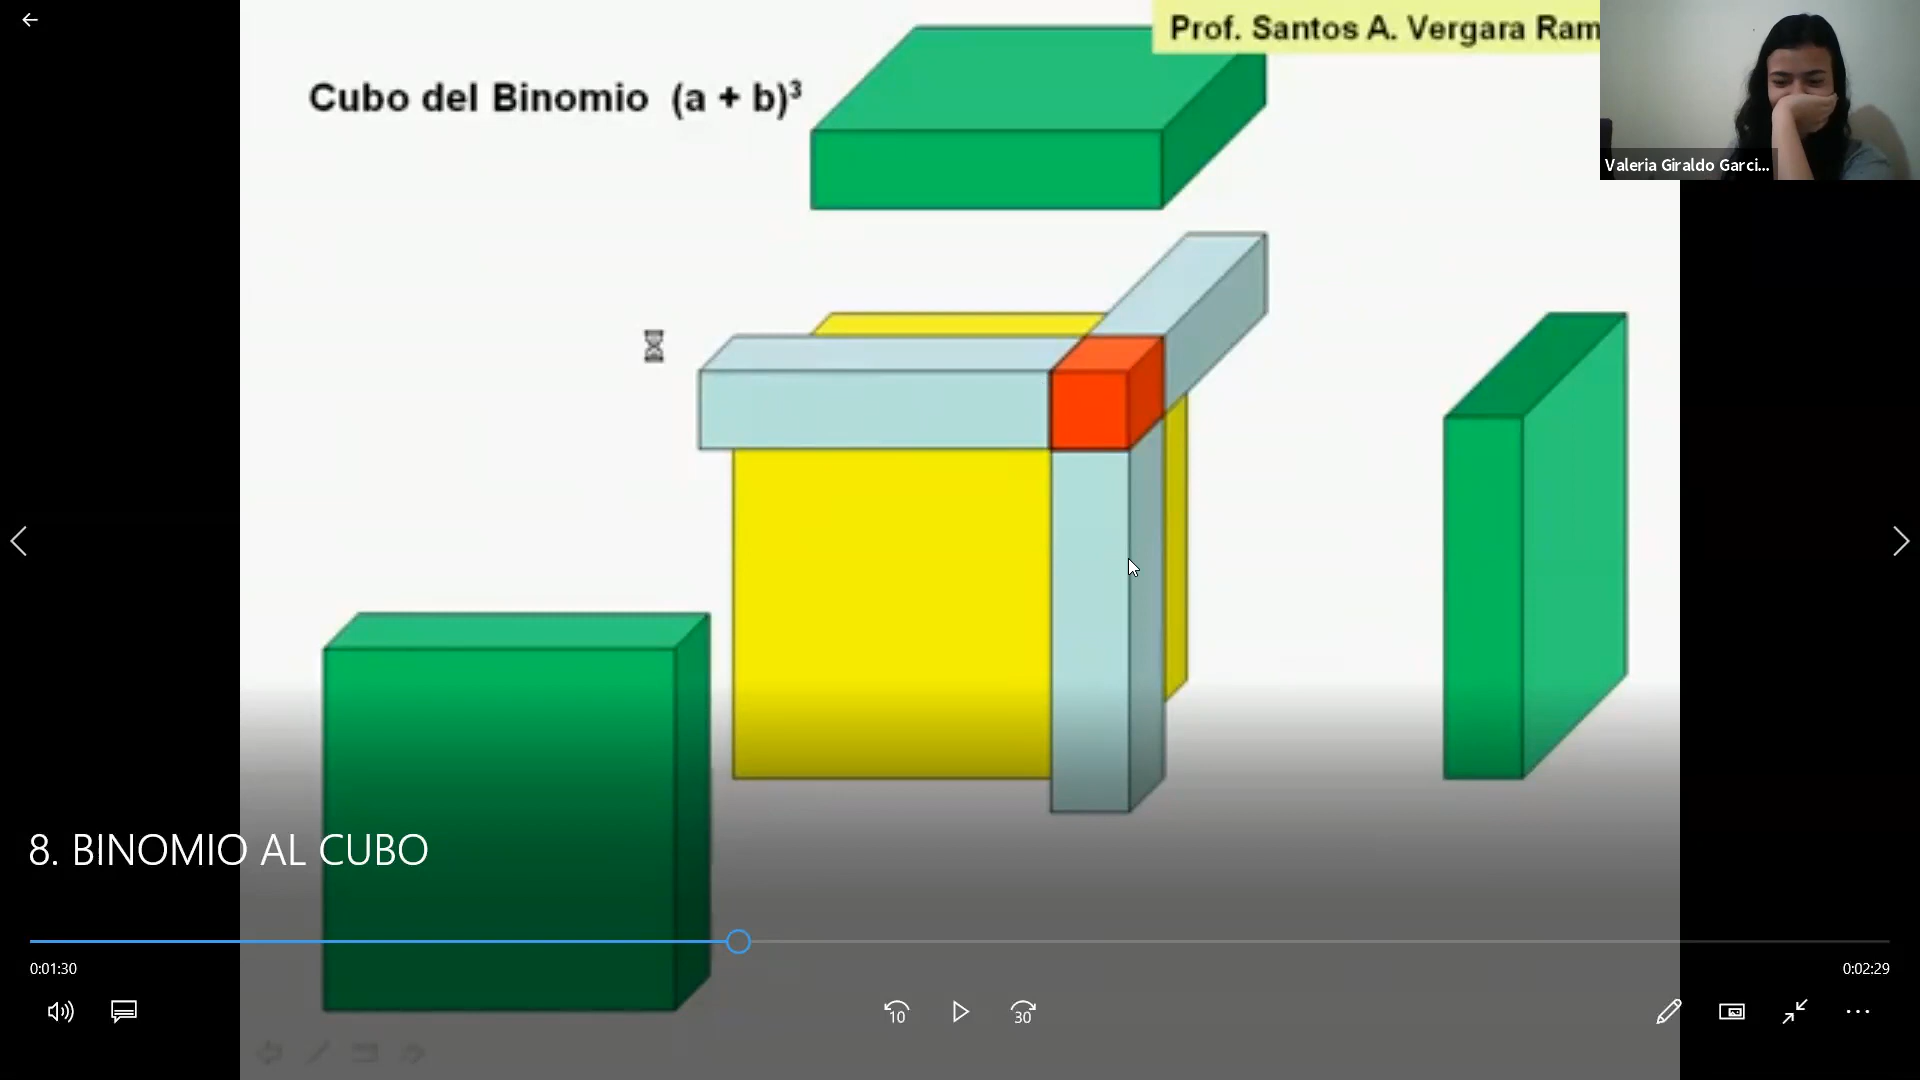 Prof. Santos A. Vergara Ram
Cubo del Binomio (a + b)³
Valeria Giraldo Garci...
8. BINOMIO AL CUBO
0:01:30
0:02:29
10
30